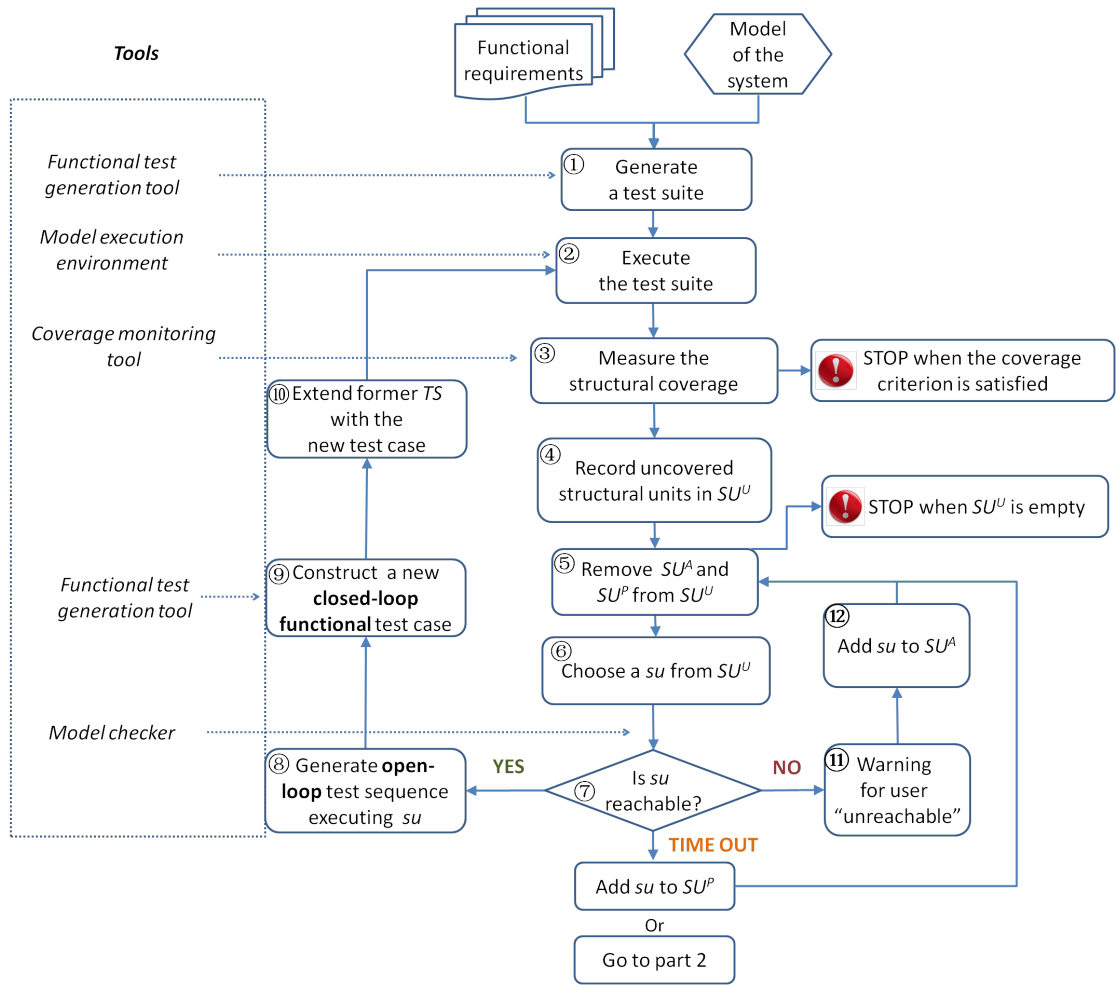 Tools
Functional
requirements
Model
of the
system
Functional test
generation tool
①
Generate
a test suite
Model execution
environment
②
Execute
the test suite
Coverage monitoring
tool
③
Measure the
structural coverage
STOP when the coverage
criterion is satisfied
⑩ Extend former TS
with the
new test case
④
Record uncovered
structural units in SU^U
STOP when SU^U is empty
⑤ Remove SU^A and
SU^P from SU^U
Functional test
generation tool
⑨ Construct a new
closed-loop
functional test case
⑥
Choose a su from SU^U
⑫
Add su to SU^A
Model checker
⑧ Generate open-
loop test sequence
executing su
YES
⑦
Is su
reachable?
NO
⑪
Warning
for user
“unreachable”
TIME OUT
Add su to SU^P
Or
Go to part 2